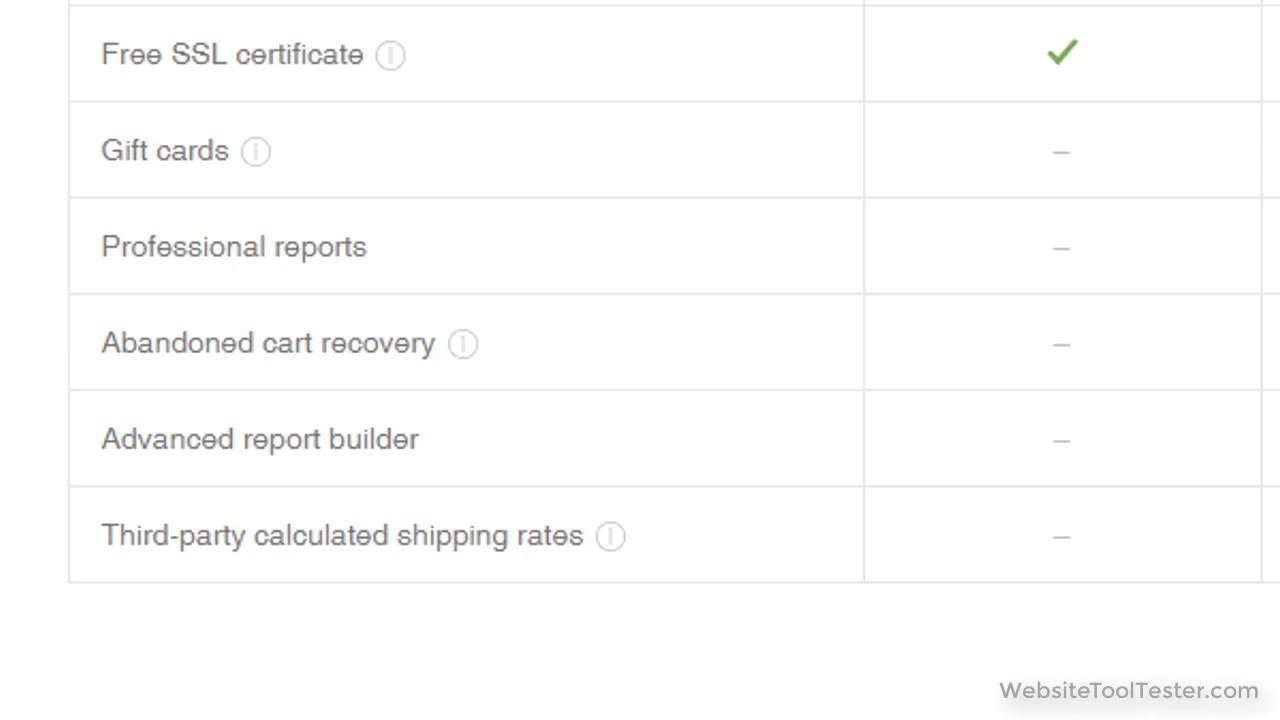 Free SSL certificate
Gift cards
–
Professional reports
–
Abandoned cart recovery
–
Advanced report builder
–
Third-party calculated shipping rates
–
WebsiteToolTester.com